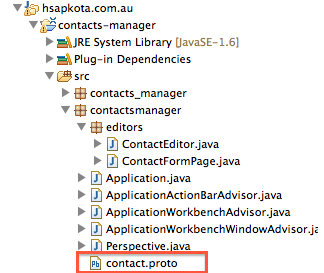 hsapkota.com.au
contacts-manager
JRE System Library [JavaSE-1.6]
Plug-in Dependencies
src
contacts_manager
contactsmanager
editors
ContactEditor.java
ContactFormPage.java
Application.java
ApplicationActionBarAdvisor.java
ApplicationWorkbenchAdvisor.java
ApplicationWorkbenchWindowAdvisor.java
Perspective.java
contact.proto